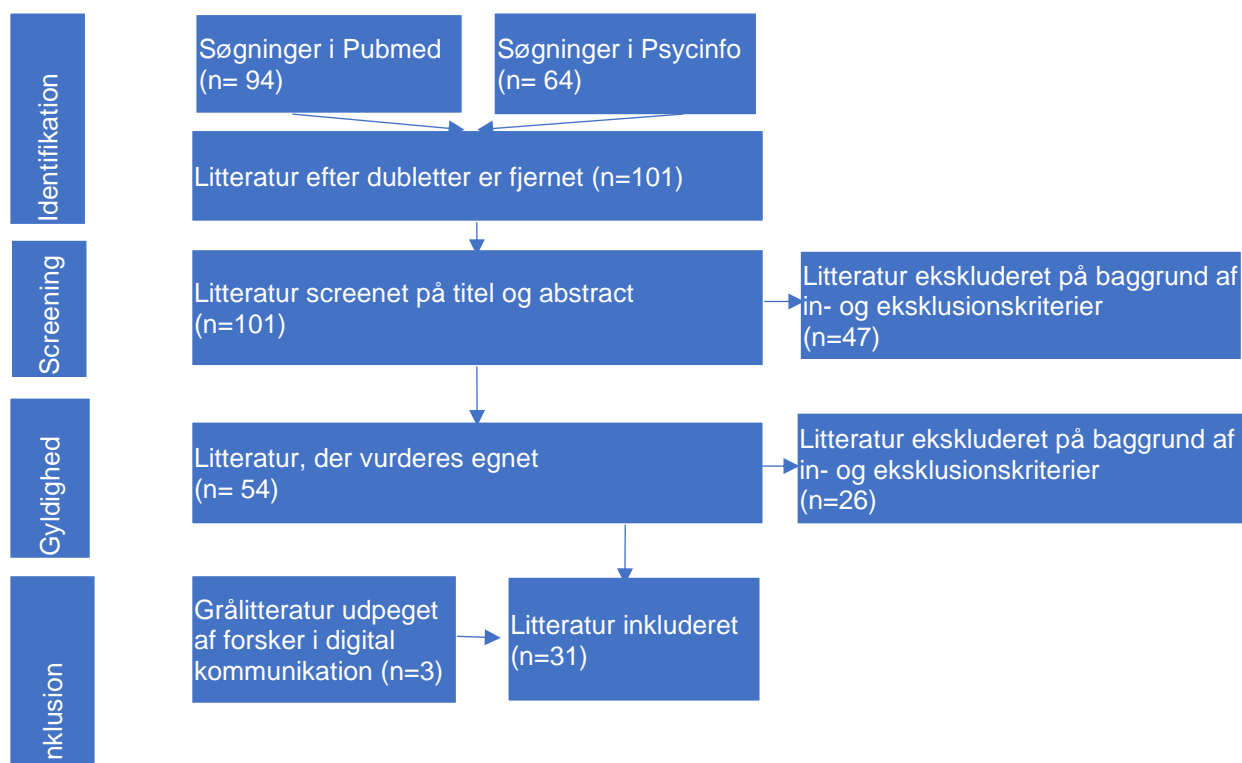 Identifikation
Søgninger i Pubmed
(n= 94)
Søgninger i Psycinfo
(n= 64)
Litteratur efter dubletter er fjernet (n=101)
Screening
Litteratur screenet på titel og abstract
(n=101)
Litteratur ekskluderet på baggrund af
in- og eksklusionskriterier
(n=47)
Gyldighed
Litteratur, der vurderes egnet
(n= 54)
Litteratur ekskluderet på baggrund af
in- og eksklusionskriterier
(n=26)
nklusion
Grålitteratur udpeget
af forsker i digital
kommunikation (n=3)
Litteratur inkluderet
(n=31)